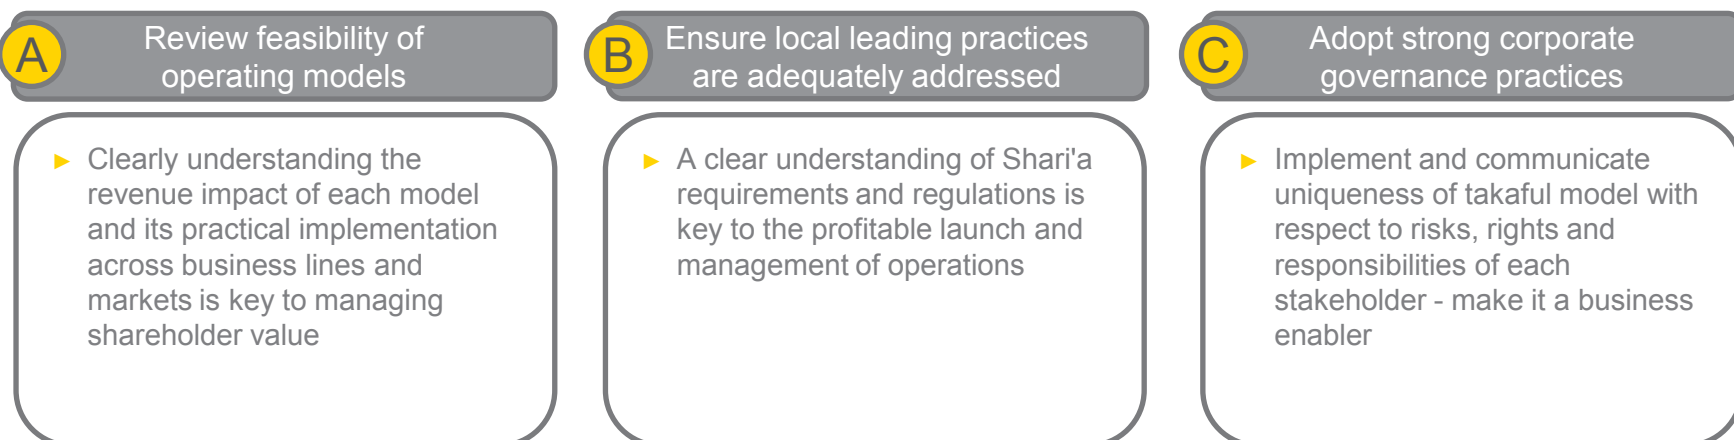 A
Review feasibility of
operating models
► Clearly understanding the
revenue impact of each model
and its practical implementation
across business lines and
markets is key to managing
shareholder value
B
Ensure local leading practices
are adequately addressed
► A clear understanding of Shari'a
requirements and regulations is
key to the profitable launch and
management of operations
C
Adopt strong corporate
governance practices
► Implement and communicate
uniqueness of takaful model with
respect to risks, rights and
responsibilities of each
stakeholder - make it a business
enabler